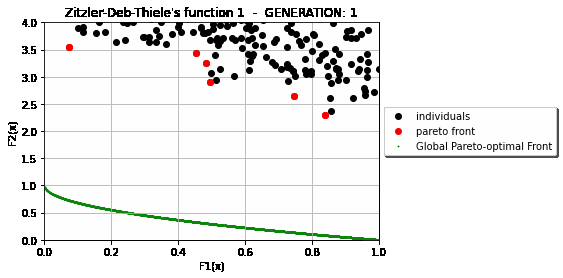 Zitzler-Deb-Thiele's function 1 - GENERATION: 1
4.0
3.5
3.0
2.5
2.0
1.5
1.0
0.5
0.0
F2(x)
0.0 0.2 0.4 0.6 0.8 1.0
F1(x)
individuals
pareto front
Global Pareto-optimal Front